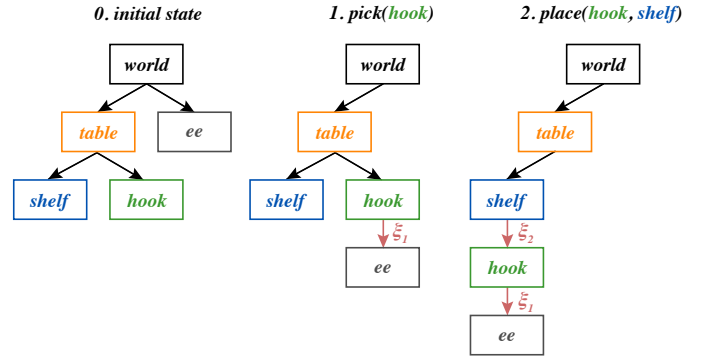 0. initial state
1. pick(hook)
2. place(hook, shelf)
world
world
world
table
ee
table
table
shelf
hook
shelf
hook
shelf
ξ1
ξ2
ee
hook
ξ1
ee